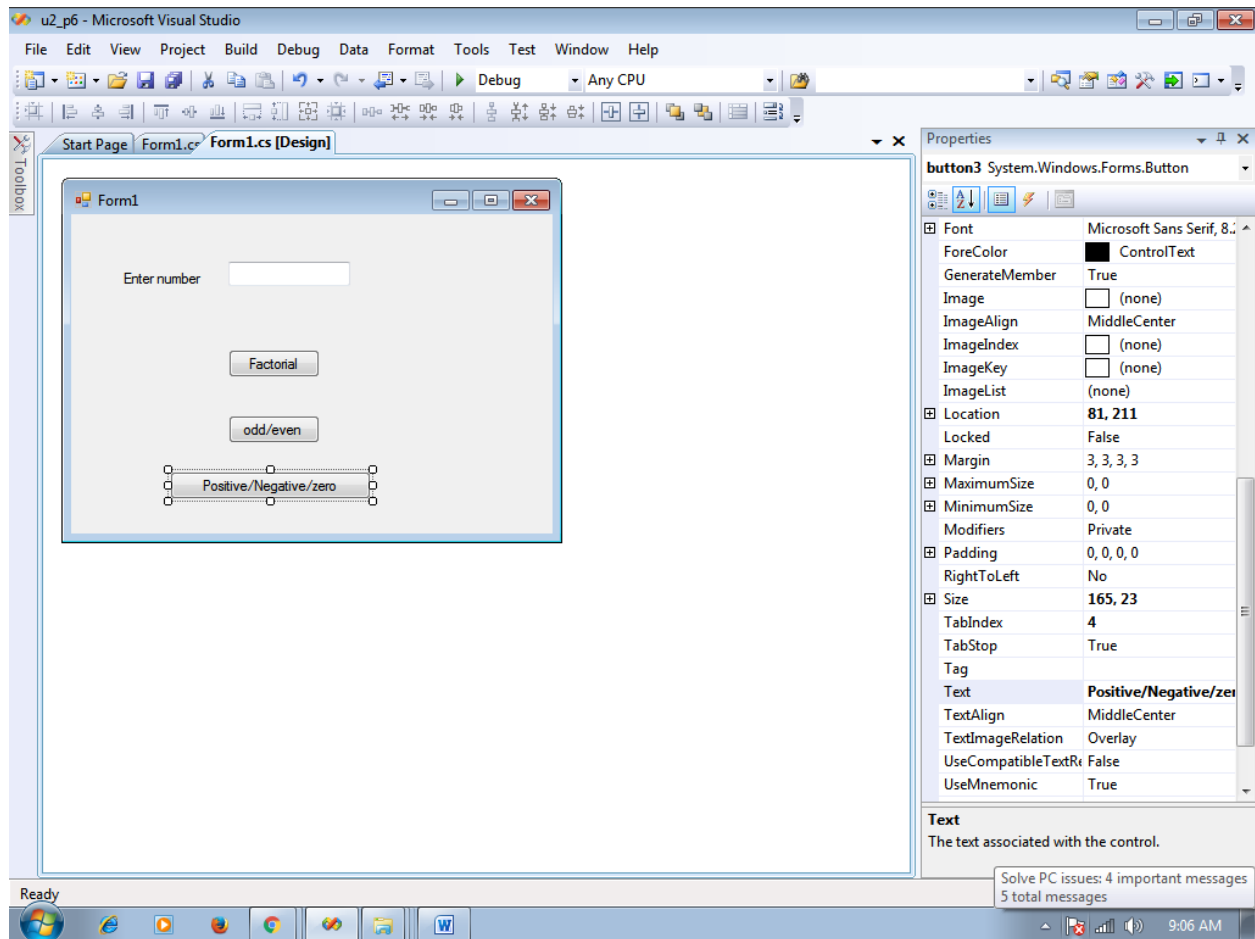 u2_p6 - Microsoft Visual Studio
File Edit View Project Build Debug Data Format Tools Test Window Help
Debug Any CPU
Toolbox
Start Page Form1.cs Form1.cs [Design]
Form1
Enter number
Factorial
odd/even
Positive/Negative/zero
Properties
button3 System.Windows.Forms.Button
Font Microsoft Sans Serif, 8.2
ForeColor ControlText
GenerateMember True
Image (none)
ImageAlign MiddleCenter
ImageIndex (none)
ImageKey (none)
ImageList (none)
Location 81, 211
Locked False
Margin 3, 3, 3, 3
MaximumSize 0, 0
MinimumSize 0, 0
Modifiers Private
Padding 0, 0, 0, 0
RightToLeft No
Size 165, 23
TabIndex 4
TabStop True
Tag
Text Positive/Negative/zer
TextAlign MiddleCenter
TextImageRelation Overlay
UseCompatibleTextRe False
UseMnemonic True
Text
The text associated with the control.
Solve PC issues: 4 important messages
5 total messages
Ready
9:06 AM